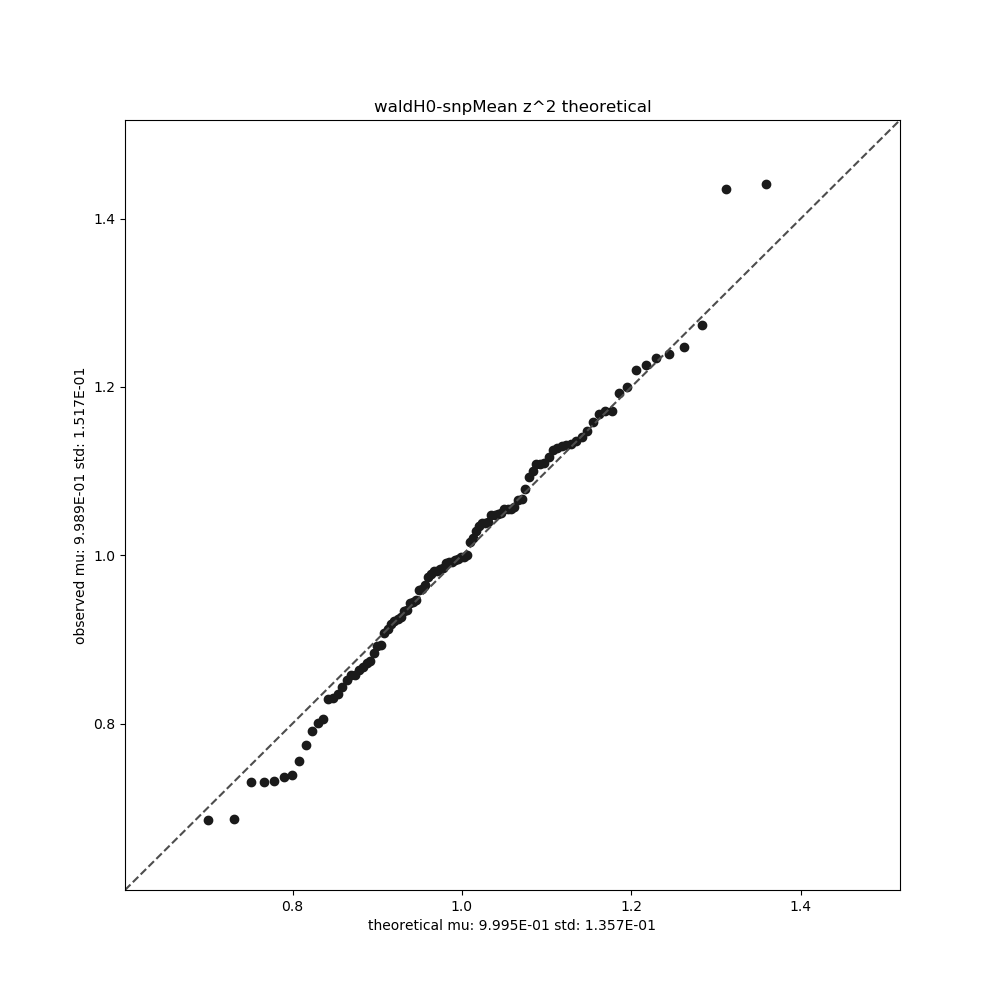 waldH0-snpMean z^2 theoretical
observed mu: 9.989E-01 std: 1.517E-01
1.4
1.2
1.0
0.8
0.8 1.0 1.2 1.4
theoretical mu: 9.995E-01 std: 1.357E-01